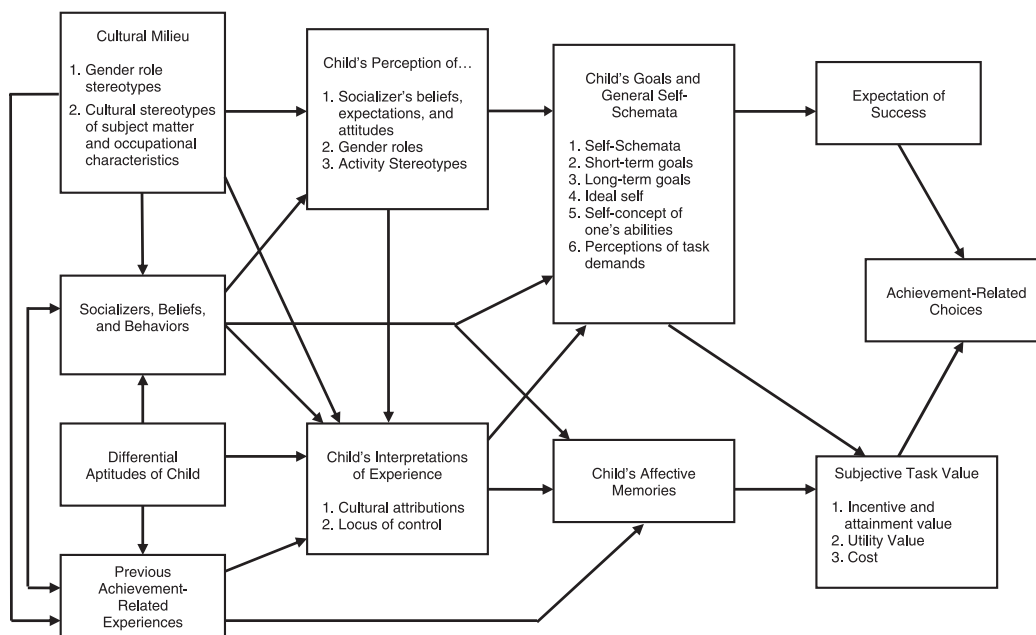 Cultural Milieu
1. Gender role
stereotypes
2. Cultural stereotypes
of subject matter
and occupational
characteristics
Child's Perception of…
1. Socializer's beliefs,
expectations, and
attitudes
2. Gender roles
3. Activity Stereotypes
Child's Goals and
General Self-
Schemata
1. Self-Schemata
2. Short-term goals
3. Long-term goals
4. Ideal self
5. Self-concept of
one's abilities
6. Perceptions of task
demands
Expectation of
Success
Socializers, Beliefs,
and Behaviors
Achievement-Related
Choices
Differential
Aptitudes of Child
Child's Interpretations
of Experience
1. Cultural attributions
2. Locus of control
Child's Affective
Memories
Subjective Task Value
1. Incentive and
attainment value
2. Utility Value
3. Cost
Previous
Achievement-
Related
Experiences